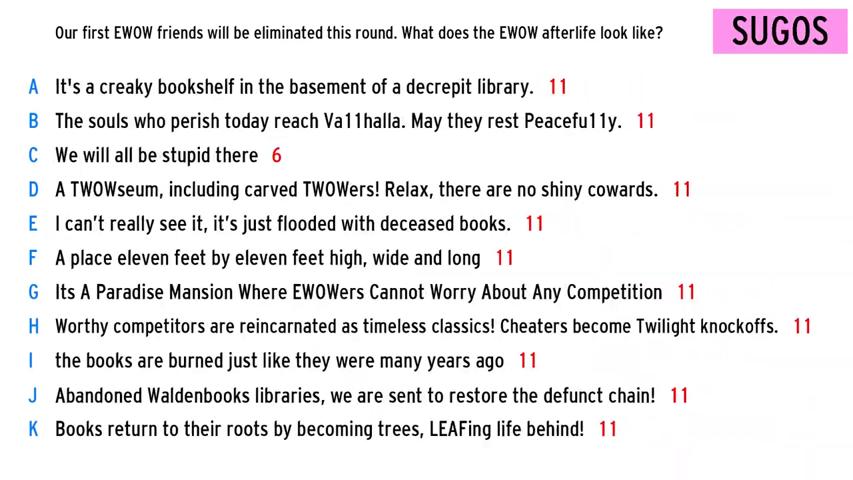 Our first EWOW friends will be eliminated this round. What does the EWOW afterlife look like?
SUGOS
A It's a creaky bookshelf in the basement of a decrepit library. 11
B The souls who perish today reach Va11halla. May they rest Peacefu11y. 11
C We will all be stupid there 6
D A TWOWseum, including carved TWOWers! Relax, there are no shiny cowards. 11
E I can’t really see it, it’s just flooded with deceased books. 11
F A place eleven feet by eleven feet high, wide and long 11
G Its A Paradise Mansion Where EWOWers Cannot Worry About Any Competition 11
H Worthy competitors are reincarnated as timeless classics! Cheaters become Twilight knockoffs. 11
I the books are burned just like they were many years ago 11
J Abandoned Waldenbooks libraries, we are sent to restore the defunct chain! 11
K Books return to their roots by becoming trees, LEAFing life behind! 11